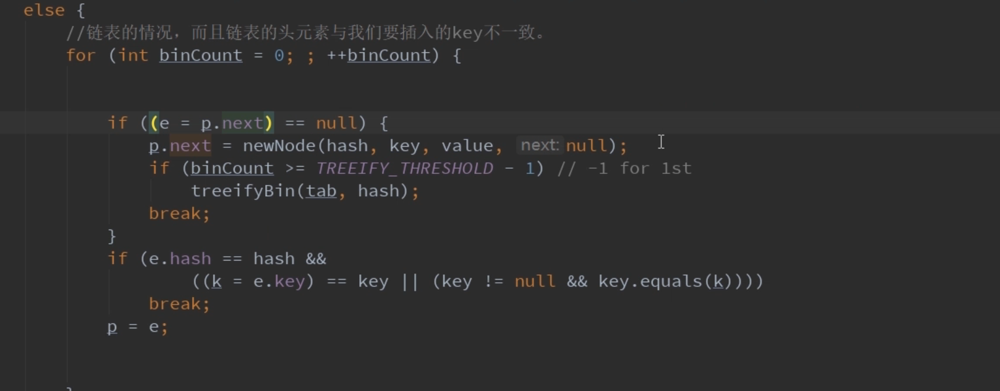 else {
//链表的情况，而且链表的头元素与我们要插入的key不一致。
for (int binCount = 0; ; ++binCount) {
if ((e = p.next) == null) {
p.next = newNode(hash, key, value, next: null);
if (binCount >= TREEIFY_THRESHOLD - 1) // -1 for 1st
treeifyBin(tab, hash);
break;
}
if (e.hash == hash &&
((k = e.key) == key || (key != null && key.equals(k))))
break;
p = e;
}